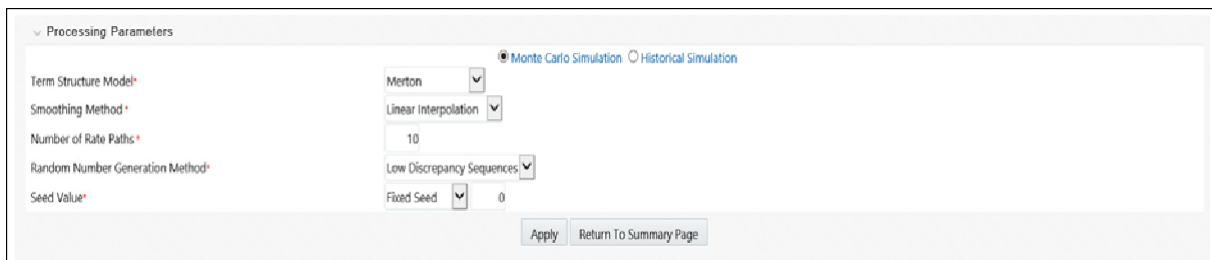 Processing Parameters
Monte Carlo Simulation Historical Simulation
Term Structure Model* Merton
Smoothing Method * Linear Interpolation
Number of Rate Paths * 10
Random Number Generation Method* Low Discrepancy Sequences
Seed Value* Fixed Seed 0
Apply Return To Summary Page